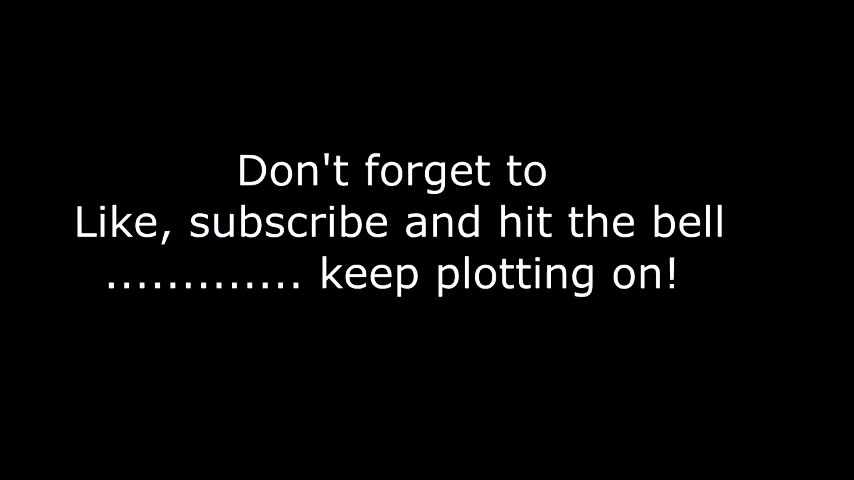 Don't forget to
Like, subscribe and hit the bell
............. keep plotting on!